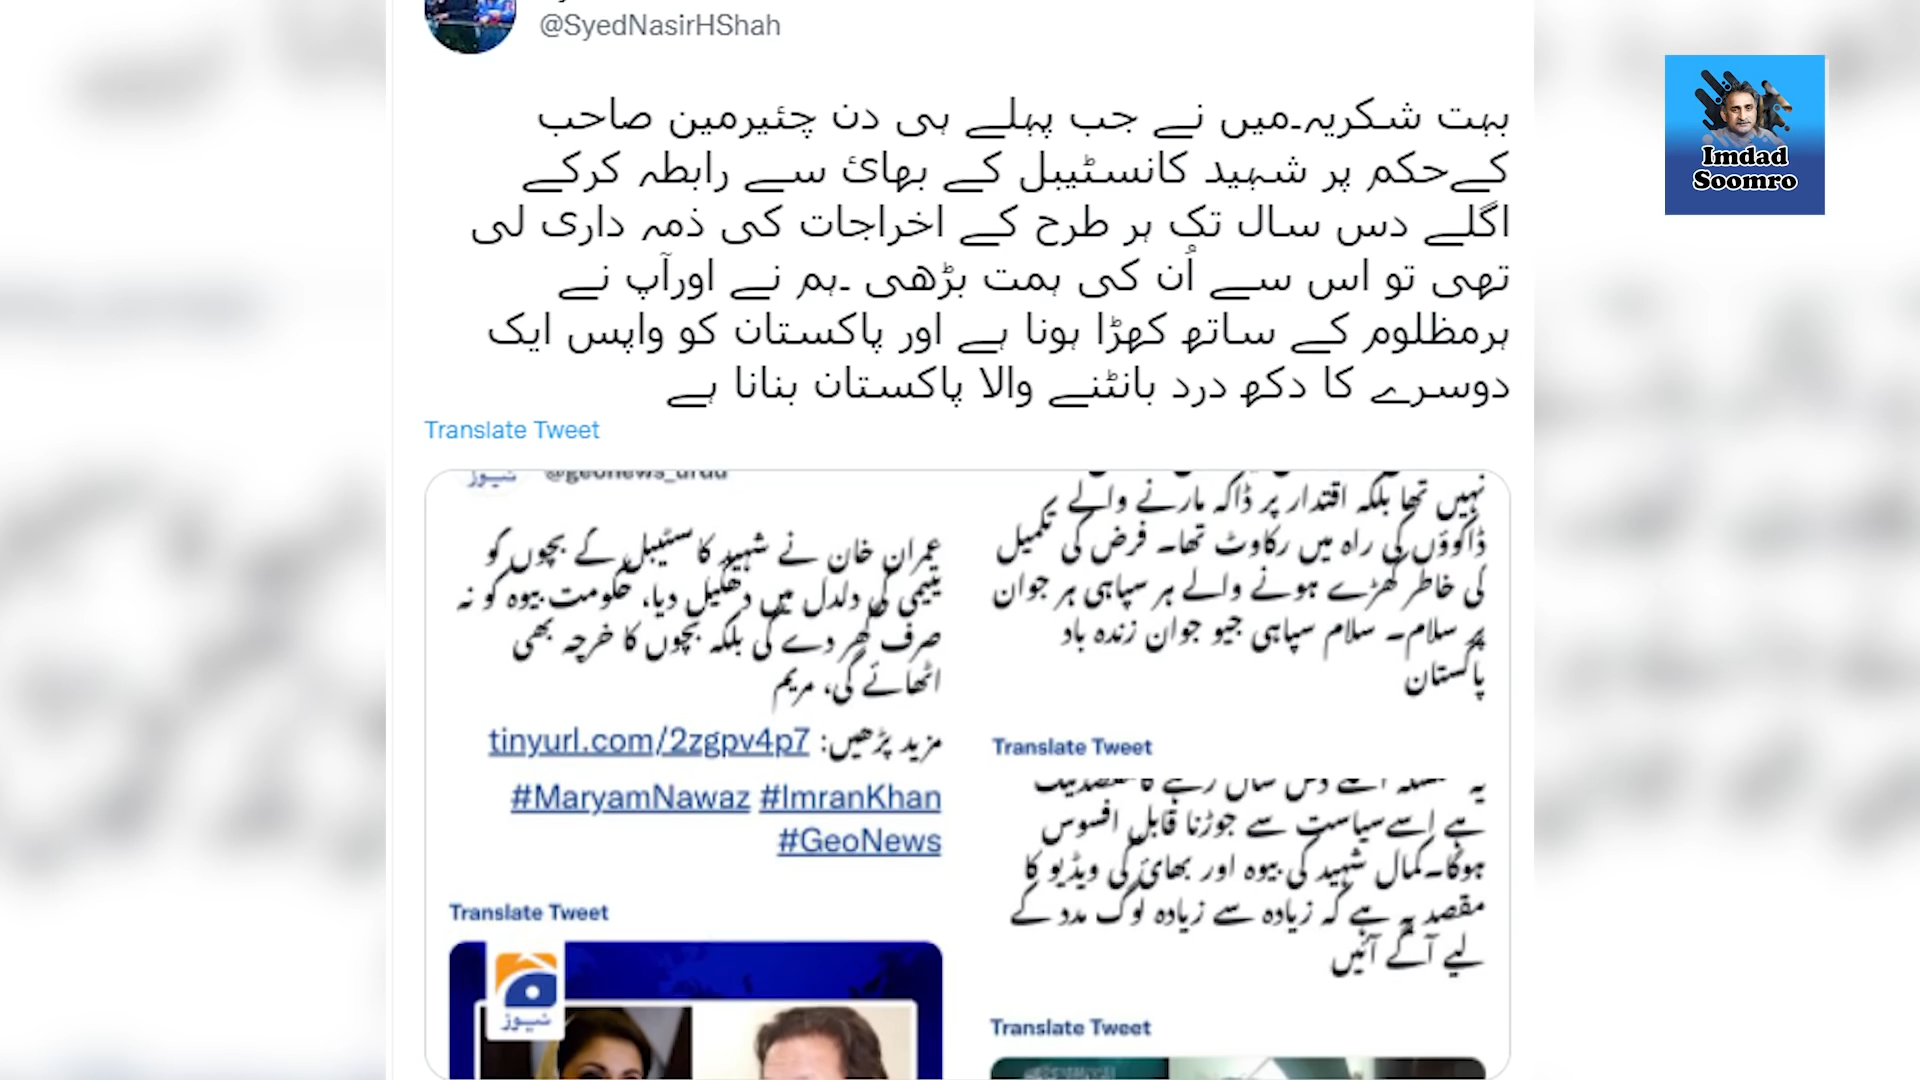 @SyedNasirHShah
بہت شکریہ۔میں نے جب پہلے ہی دن چئیرمین صاحب
کےحکم پر شہید کانسٹیبل کے بھائ سے رابطہ کرکے
اگلے دس سال تک ہر طرح کے اخراجات کی ذمہ داری لی
تھی تو اس سے اُن کی ہمت بڑھی ۔ہم نے اورآپ نے
ہرمظلوم کے ساتھ کھڑا ہونا ہے اور پاکستان کو واپس ایک
دوسرے کا دکھ درد بانٹنے والا پاکستان بنانا ہے
Translate Tweet
نیوز @geonews_urdu
عمران خان نے شہید کانسٹیبل کے بچوں کو
یتیمی کی دلدل میں دھکیل دیا، حکومت بیوہ کو نہ
صرف گھر دے گی بلکہ بچوں کا خرچہ بھی
اٹھائے گی، مریم
مزید پڑھیں: tinyurl.com/2zgpv4p7
#MaryamNawaz #ImranKhan
#GeoNews
Translate Tweet
نیوز
نہیں تھا بلکہ اقتدار پر ڈاکہ مارنے والے
ڈاکوؤں کی راہ میں رکاوٹ تھا۔ فرض کی تکمیل
کی خاطر کھڑے ہونے والے ہر سپاہی ہر جوان
پر سلام۔ سلام سپاہی جیو جوان زندہ باد
پاکستان
Translate Tweet
ہے اسےسیاست سے جوڑنا قابل افسوس
ہوگا۔کمال شہید کی بیوہ اور بھائ کی ویڈیو کا
مقصد یہ ہے کہ زیادہ سے زیادہ لوگ مدد کے
لیے آگے آئیں
Translate Tweet
Imdad
Soomro